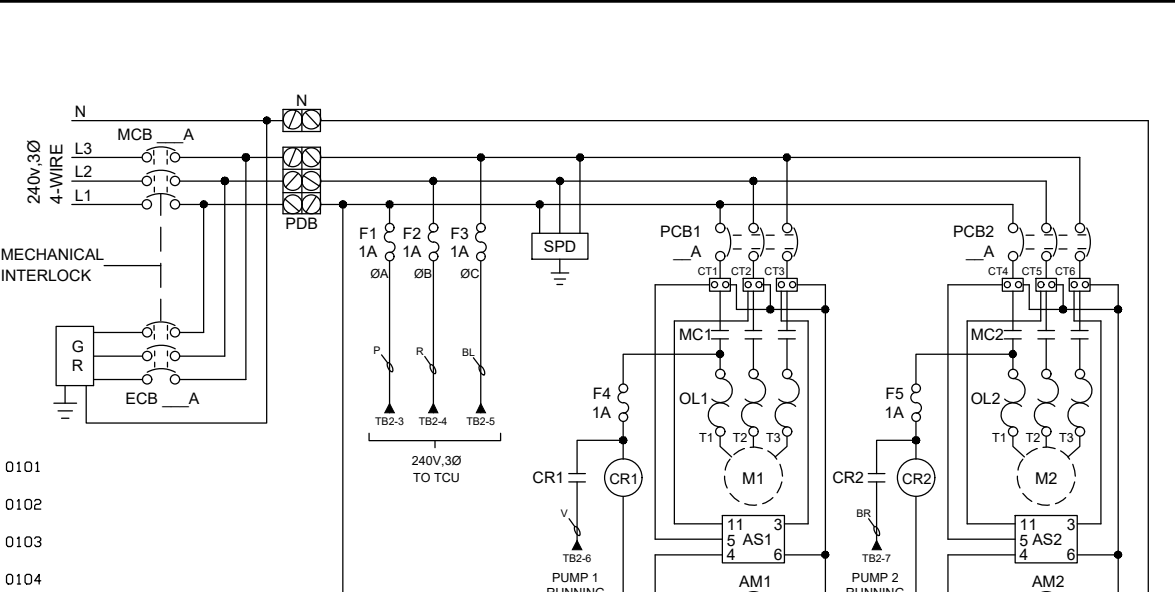 N
N
MCB ___A
L3
L2
L1
240v,3Ø
4-WIRE
PDB
MECHANICAL
INTERLOCK
G
R
ECB ___A
F1
1A
F2
1A
F3
1A
ØA
ØB
ØC
P
R
BL
TB2-3
TB2-4
TB2-5
240V,3Ø
TO TCU
SPD
PCB1
__A
CT1
CT2
CT3
MC1
F4
1A
OL1
T1
T2
T3
M1
CR1
CR1
V
TB2-6
PUMP 1
RUNNING
11
3
5
AS1
4
6
AM1
PCB2
__A
CT4
CT5
CT6
MC2
F5
1A
OL2
T1
T2
T3
M2
CR2
CR2
BR
TB2-7
PUMP 2
RUNNING
11
3
5
AS2
4
6
AM2
0101
0102
0103
0104